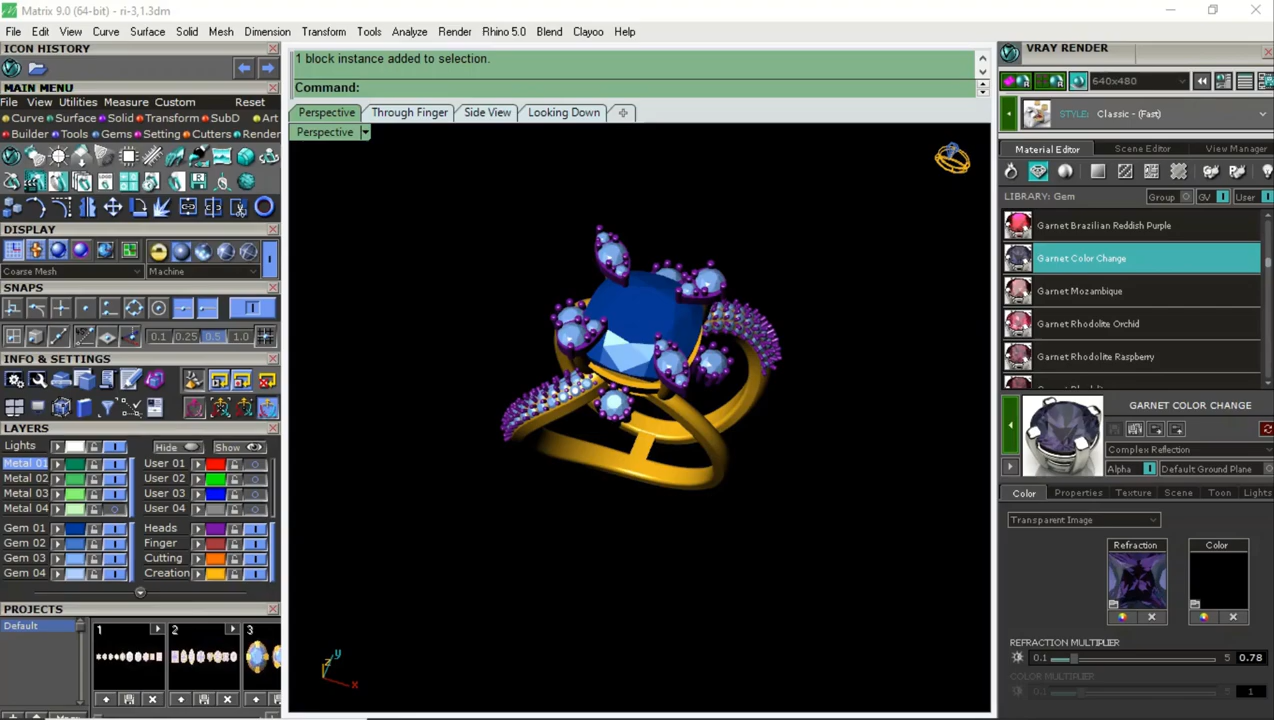 Matrix 9.0 (64-bit) - ri-3,1.3dm
File Edit View Curve Surface Solid Mesh Dimension Transform Tools Analyze Render Rhino 5.0 Blend Clayoo Help
ICON HISTORY
MAIN MENU
File View Utilities Measure Custom Reset
Curve Surface Solid Transform SubD Art
Builder Tools Gems Setting Cutters Render
DISPLAY
Coarse Mesh Machine
SNAPS
0.1 0.25 0.5 1.0
INFO & SETTINGS
LAYERS
Lights Hide Show
Metal 01 User 01
Metal 02 User 02
Metal 03 User 03
Metal 04 User 04
Gem 01 Heads
Gem 02 Finger
Gem 03 Cutting
Gem 04 Creation
PROJECTS
Default
1 2 3
1 block instance added to selection.
Command:
Perspective Through Finger Side View Looking Down
Perspective
z y x
VRAY RENDER
640x480
STYLE: Classic - (Fast)
Material Editor Scene Editor View Manager
LIBRARY: Gem Group GV User
Garnet Brazilian Reddish Purple
Garnet Color Change
Garnet Mozambique
Garnet Rhodolite Orchid
Garnet Rhodolite Raspberry
GARNET COLOR CHANGE
Complex Reflection
Alpha Default Ground Plane
Color Properties Texture Scene Toon Lights
Transparent Image
Refraction Color
REFRACTION MULTIPLIER
0.1 5 0.78
COLOR MULTIPLIER
0.1 5 1